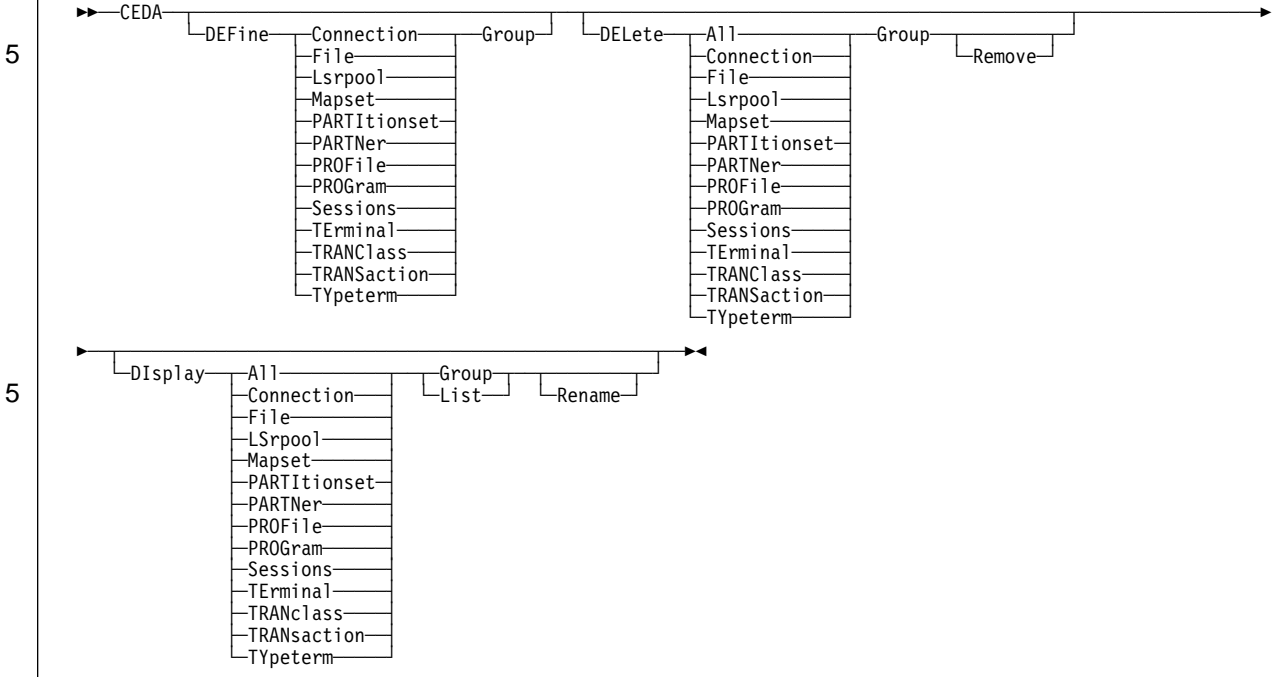 CEDA
DEFine Connection Group DELete All Group
5 File Connection Remove
Lsrpool File
Mapset Lsrpool
PARTItionset Mapset
PARTNer PARTItionset
PROFile PARTNer
PROGram PROFile
Sessions PROGram
TErminal Sessions
TRANClass TErminal
TRANSaction TRANClass
TYpeterm TRANSaction
TYpeterm
DIsplay All Group
5 Connection List Rename
File
LSrpool
Mapset
PARTItionset
PARTNer
PROFile
PROGram
Sessions
TErminal
TRANclass
TRANsaction
TYpeterm